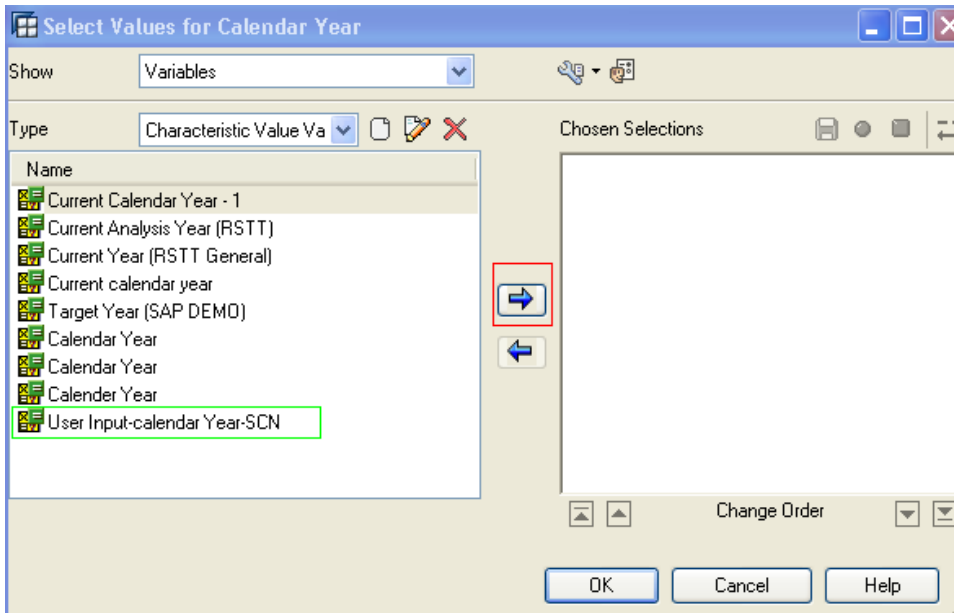 Select Values for Calendar Year
Show Variables
Type Characteristic Value Va Chosen Selections
Name
Current Calendar Year - 1
Current Analysis Year (RSTT)
Current Year (RSTT General)
Current calendar year
Target Year (SAP DEMO)
Calendar Year
Calendar Year
Calender Year
User Input-calendar Year-SCN
Change Order
OK Cancel Help